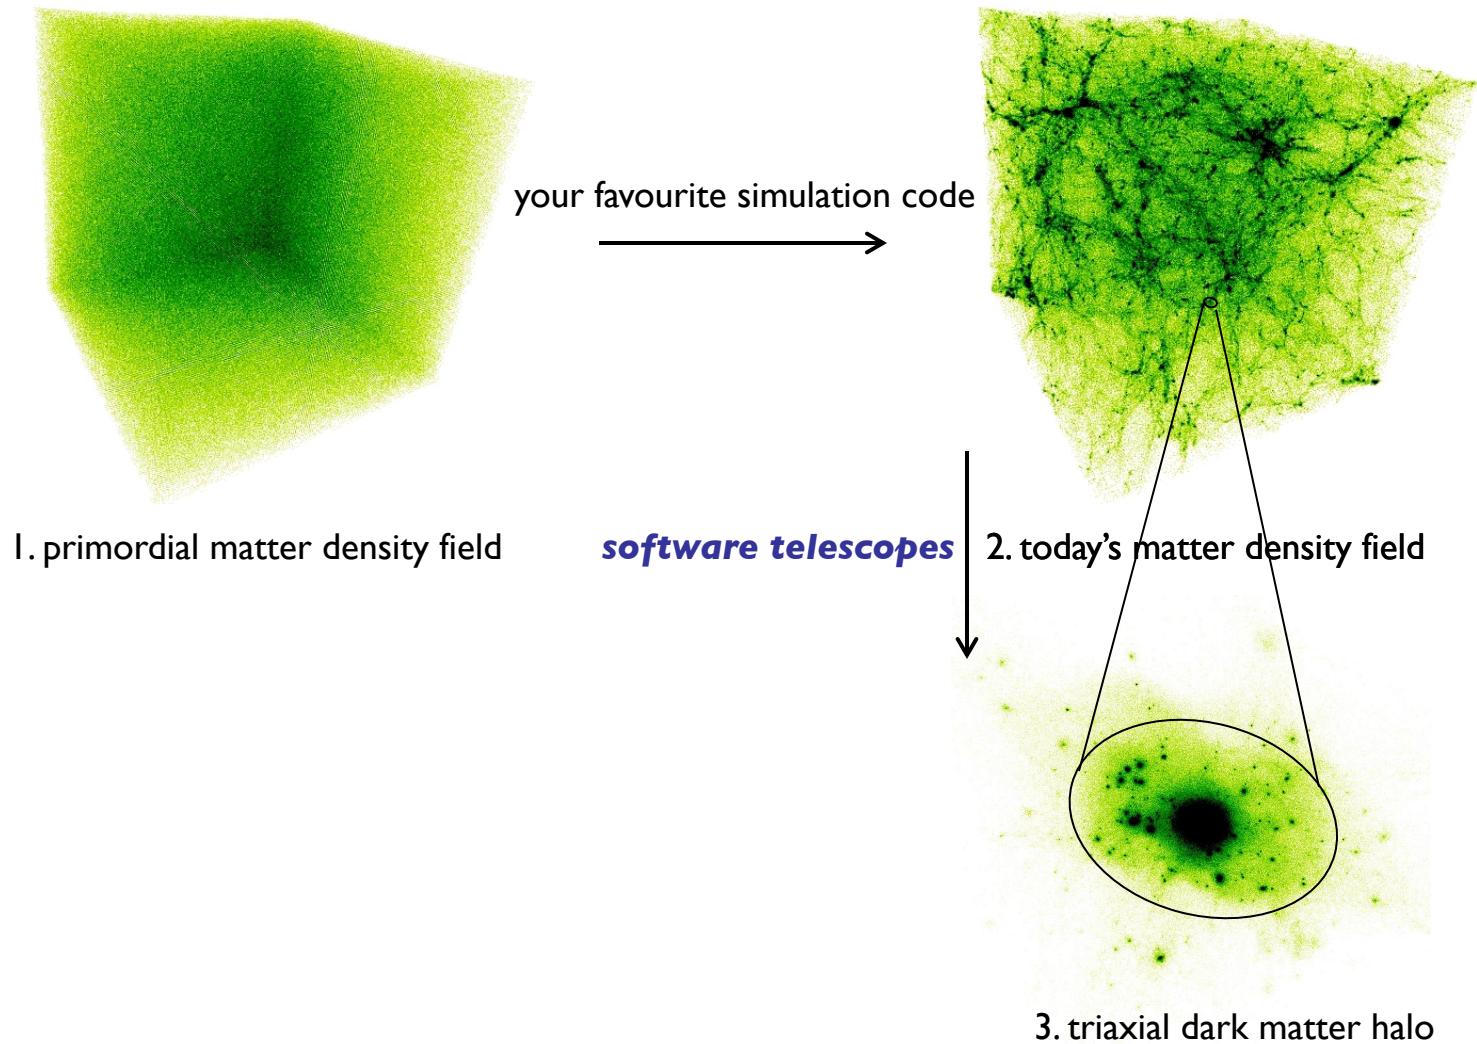 your favourite simulation code
1. primordial matter density field
software telescopes
2. today's matter density field
3. triaxial dark matter halo